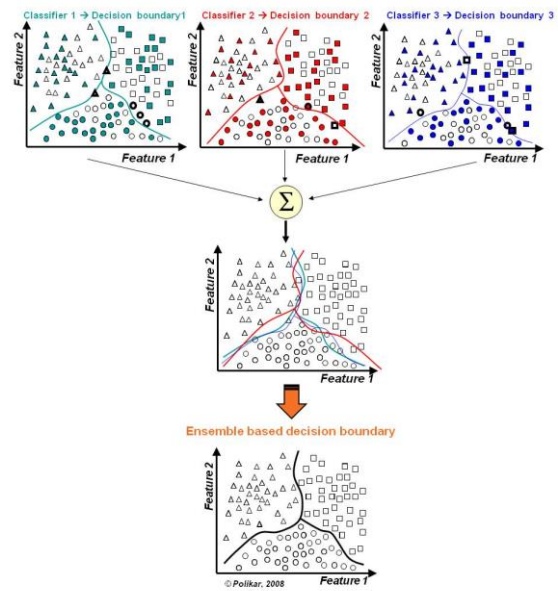 Classifier 1 → Decision boundary1
Classifier 2 → Decision boundary 2
Classifier 3 → Decision boundary 3
Feature 2
Feature 1
Feature 2
Feature 1
Feature 2
Feature 1
Σ
Feature 2
Feature 1
Ensemble based decision boundary
Feature 2
Feature 1
© Polikar, 2008